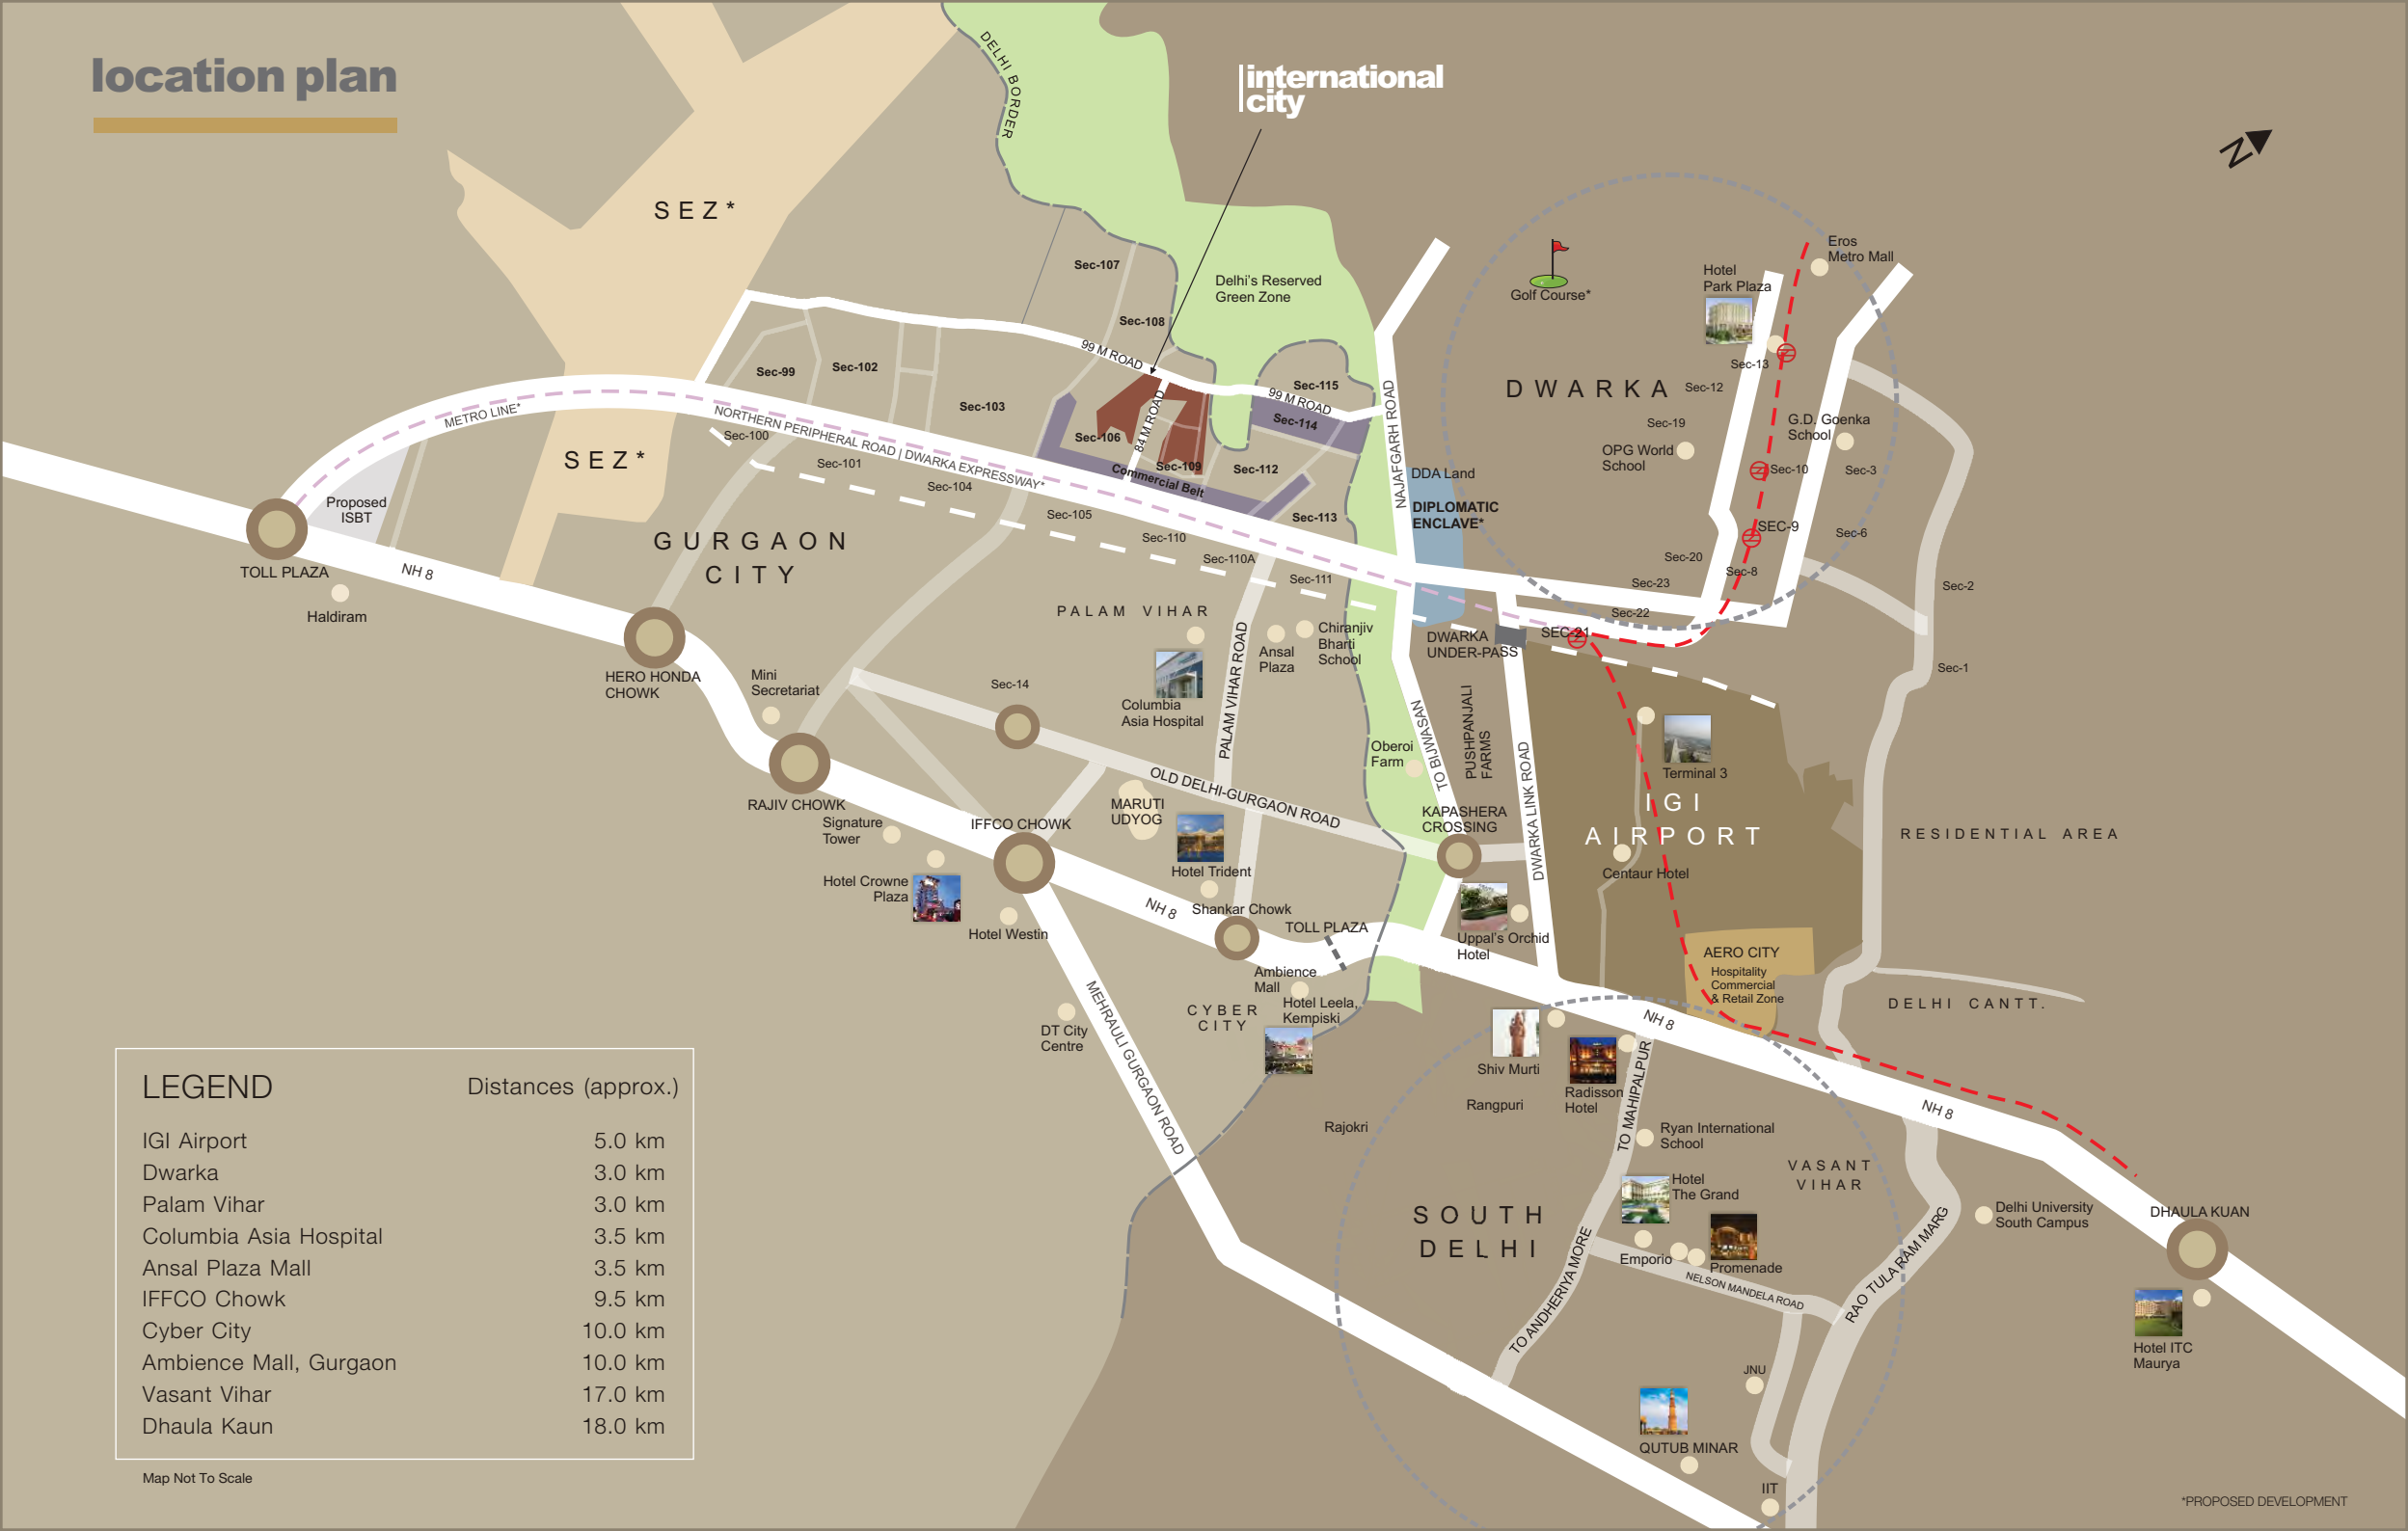 location plan
international
city
N
DELHI BORDER
SEZ*
SEZ*
Sec-107
Sec-108
Delhi's Reserved
Green Zone
Golf Course*
Eros
Metro Mall
Hotel
Park Plaza
DWARKA
Sec-13
Sec-12
Sec-19
OPG World
School
G.D. Goenka
School
Sec-10
Sec-3
SEC-9
Sec-6
Sec-20
Sec-8
Sec-23
Sec-22
SEC-21
Sec-2
Sec-1
99 M ROAD
99 M ROAD
84 M ROAD
Sec-99
Sec-102
Sec-103
Sec-106
Sec-109
Sec-112
Sec-115
Sec-114
Sec-113
Commercial Belt
METRO LINE*
NORTHERN PERIPHERAL ROAD | DWARKA EXPRESSWAY*
Sec-100
Sec-101
Sec-104
Sec-105
Sec-110
Sec-110A
Sec-111
NAJAFGARH ROAD
DDA Land
DIPLOMATIC
ENCLAVE*
Proposed
ISBT
TOLL PLAZA
Haldiram
NH 8
GURGAON
CITY
HERO HONDA
CHOWK
Mini
Secretariat
RAJIV CHOWK
Signature
Tower
Hotel Crowne
Plaza
IFFCO CHOWK
Hotel Westin
Sec-14
PALAM VIHAR
Columbia
Asia Hospital
Ansal
Plaza
Chiranjiv
Bharti
School
PALAM VIHAR ROAD
OLD DELHI-GURGAON ROAD
MARUTI
UDYOG
Hotel Trident
Shankar Chowk
NH 8
TOLL PLAZA
Ambience
Mall
Hotel Leela,
Kempiski
CYBER
CITY
DT City
Centre
MEHRAULI GURGAON ROAD
Oberoi
Farm
TO BIJWASAN
PUSHPANJALI
FARMS
DWARKA
UNDER-PASS
DWARKA LINK ROAD
KAPASHERA
CROSSING
Uppal's Orchid
Hotel
Terminal 3
IGI
AIRPORT
Centaur Hotel
AERO CITY
Hospitality
Commercial
& Retail Zone
RESIDENTIAL AREA
DELHI CANTT.
NH 8
NH 8
Shiv Murti
Radisson
Hotel
Rangpuri
Rajokri
TO MAHIPALPUR
Ryan International
School
VASANT
VIHAR
Hotel
The Grand
Emporio
Promenade
NELSON MANDELA ROAD
TO ANDHERIYA MORE
RAO TULA RAM MARG
SOUTH
DELHI
Delhi University
South Campus
DHAULA KUAN
Hotel ITC
Maurya
JNU
QUTUB MINAR
IIT
LEGEND
Distances (approx.)
IGI Airport 5.0 km
Dwarka 3.0 km
Palam Vihar 3.0 km
Columbia Asia Hospital 3.5 km
Ansal Plaza Mall 3.5 km
IFFCO Chowk 9.5 km
Cyber City 10.0 km
Ambience Mall, Gurgaon 10.0 km
Vasant Vihar 17.0 km
Dhaula Kaun 18.0 km
Map Not To Scale
*PROPOSED DEVELOPMENT